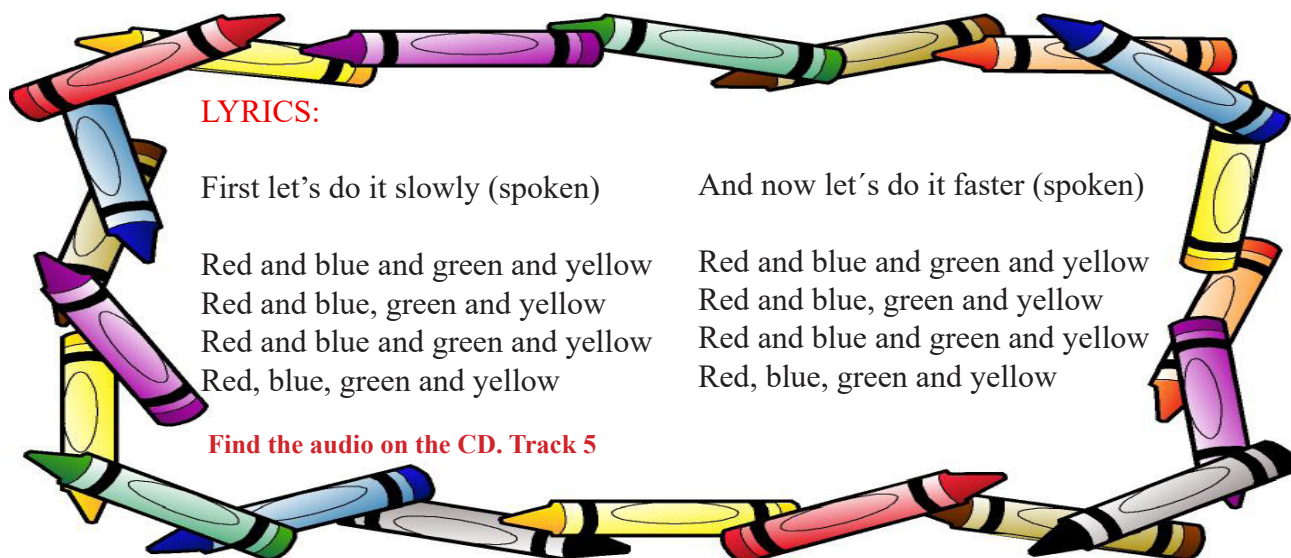 LYRICS:
First let’s do it slowly (spoken)
Red and blue and green and yellow
Red and blue, green and yellow
Red and blue and green and yellow
Red, blue, green and yellow
And now let´s do it faster (spoken)
Red and blue and green and yellow
Red and blue, green and yellow
Red and blue and green and yellow
Red, blue, green and yellow
Find the audio on the CD. Track 5